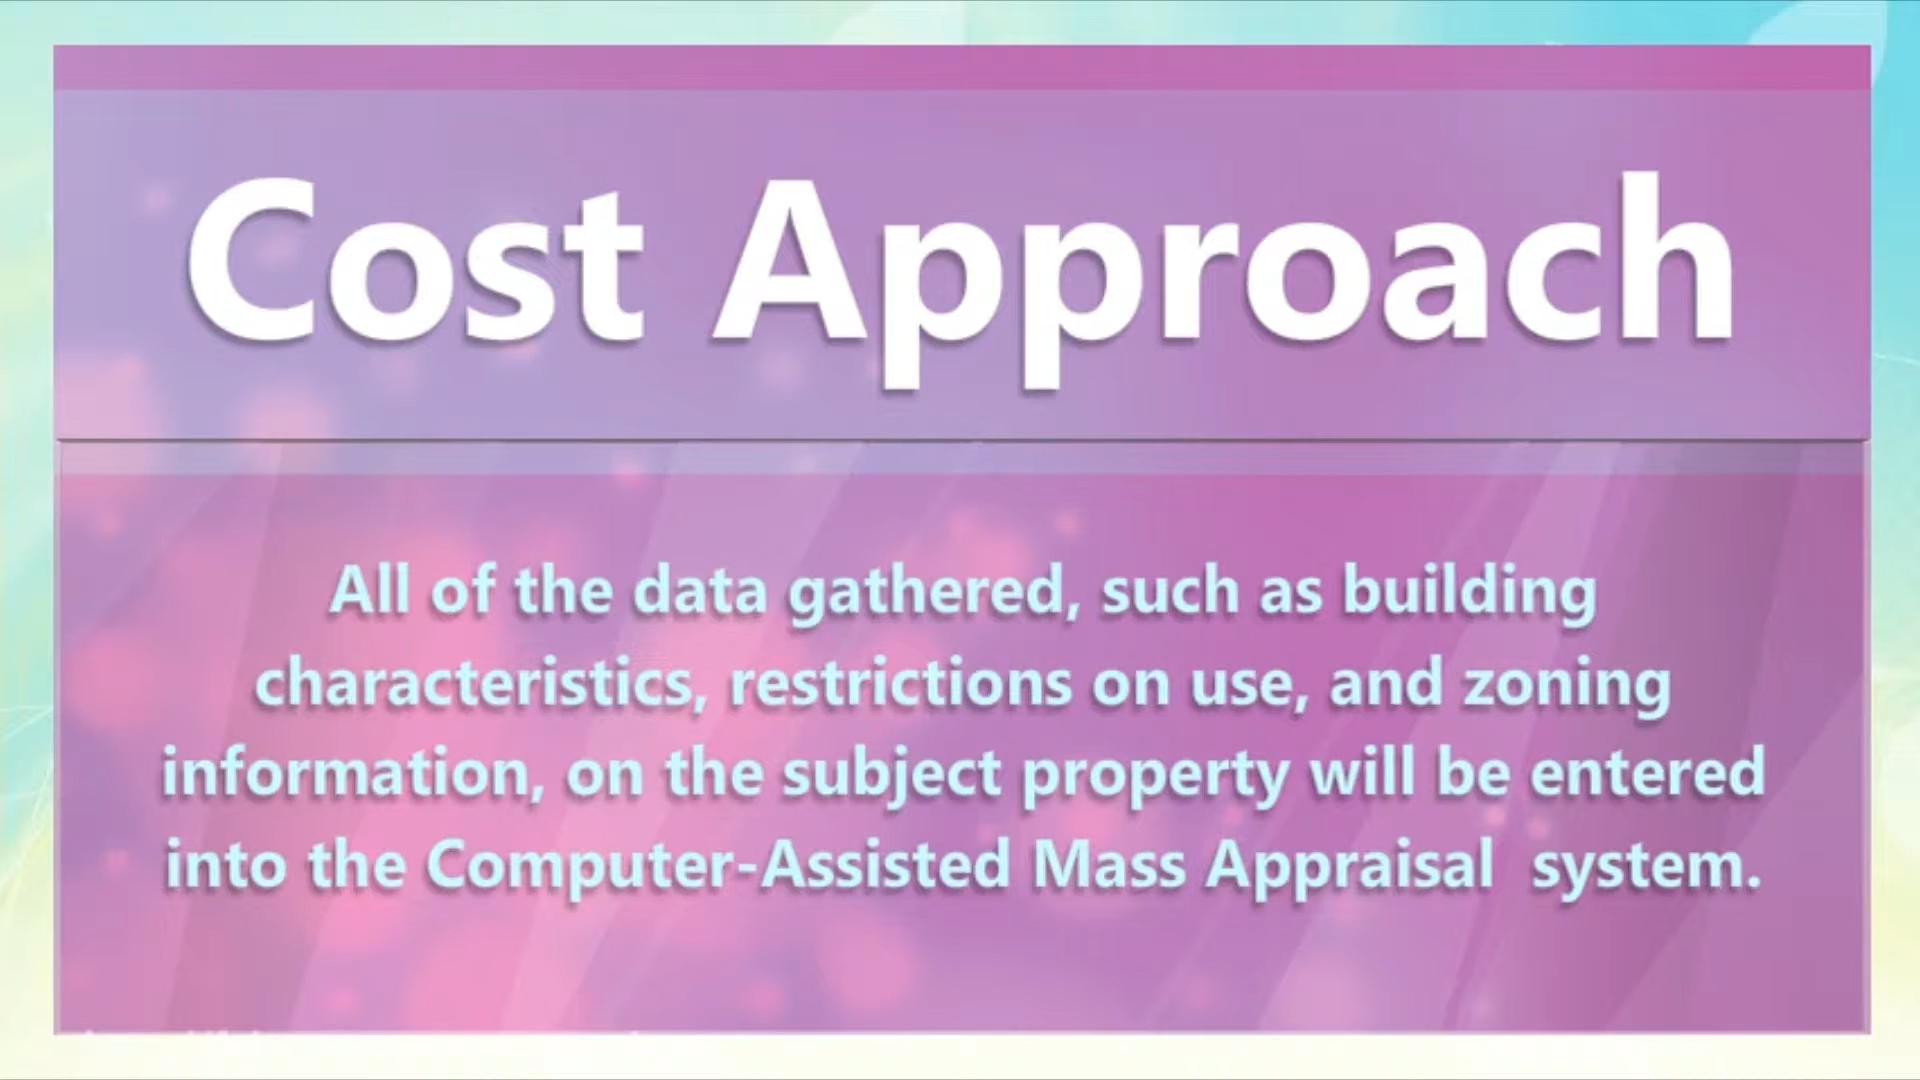 Cost Approach
All of the data gathered, such as building
characteristics, restrictions on use, and zoning
information, on the subject property will be entered
into the Computer-Assisted Mass Appraisal  system.